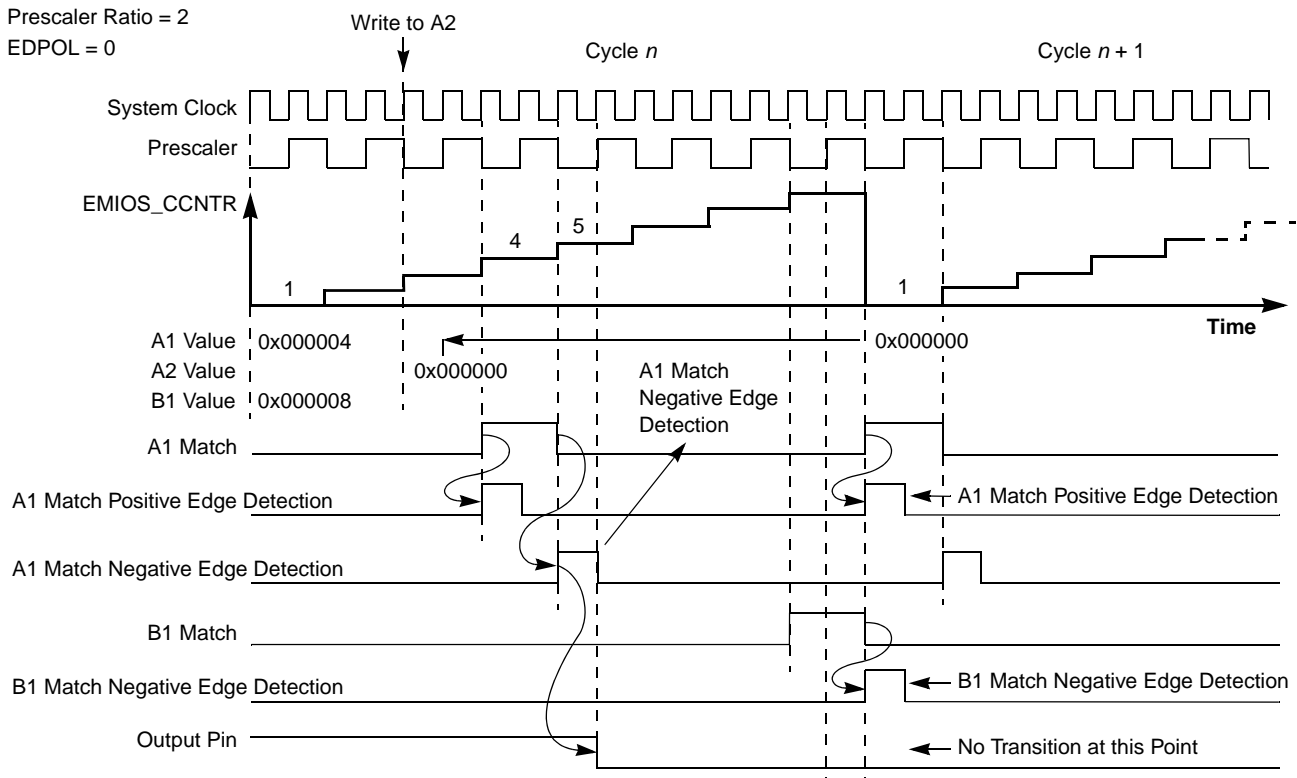 Prescaler Ratio = 2
EDPOL = 0
Write to A2
Cycle n
Cycle n + 1
System Clock
Prescaler
EMIOS_CCNTR
1
4
5
1
Time
A1 Value 0x000004
0x000000
A2 Value
0x000000
B1 Value 0x000008
A1 Match
Negative Edge
Detection
A1 Match
A1 Match Positive Edge Detection
A1 Match Positive Edge Detection
A1 Match Negative Edge Detection
B1 Match
B1 Match Negative Edge Detection
B1 Match Negative Edge Detection
Output Pin
No Transition at this Point